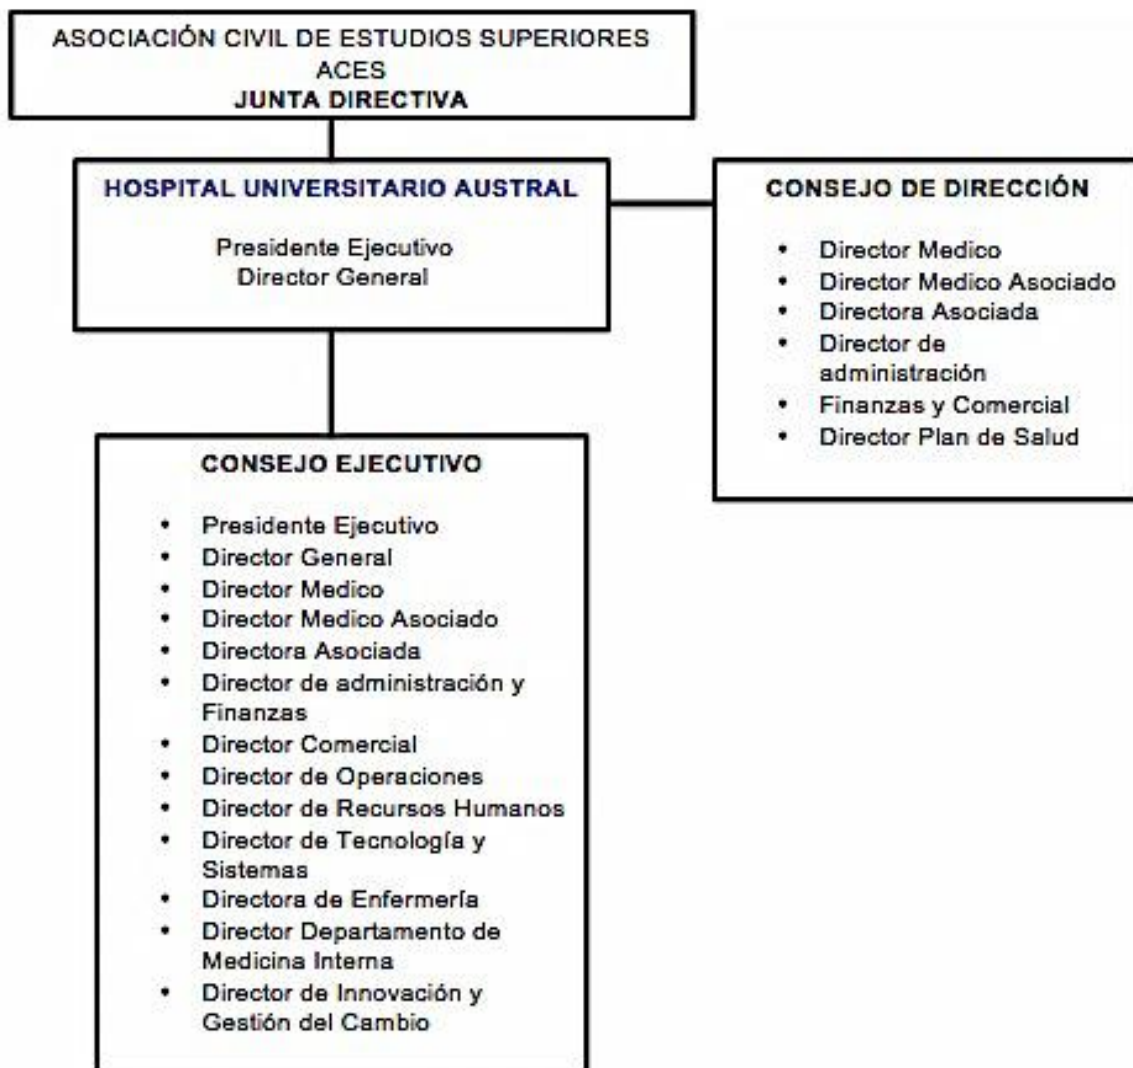 ASOCIACIÓN CIVIL DE ESTUDIOS SUPERIORES
ACES
JUNTA DIRECTIVA
HOSPITAL UNIVERSITARIO AUSTRAL
Presidente Ejecutivo
Director General
CONSEJO DE DIRECCIÓN
• Director Medico
• Director Medico Asociado
• Directora Asociada
• Director de
administración
• Finanzas y Comercial
• Director Plan de Salud
CONSEJO EJECUTIVO
• Presidente Ejecutivo
• Director General
• Director Medico
• Director Medico Asociado
• Directora Asociada
• Director de administración y
Finanzas
• Director Comercial
• Director de Operaciones
• Director de Recursos Humanos
• Director de Tecnología y
Sistemas
• Directora de Enfermería
• Director Departamento de
Medicina Interna
• Director de Innovación y
Gestión del Cambio